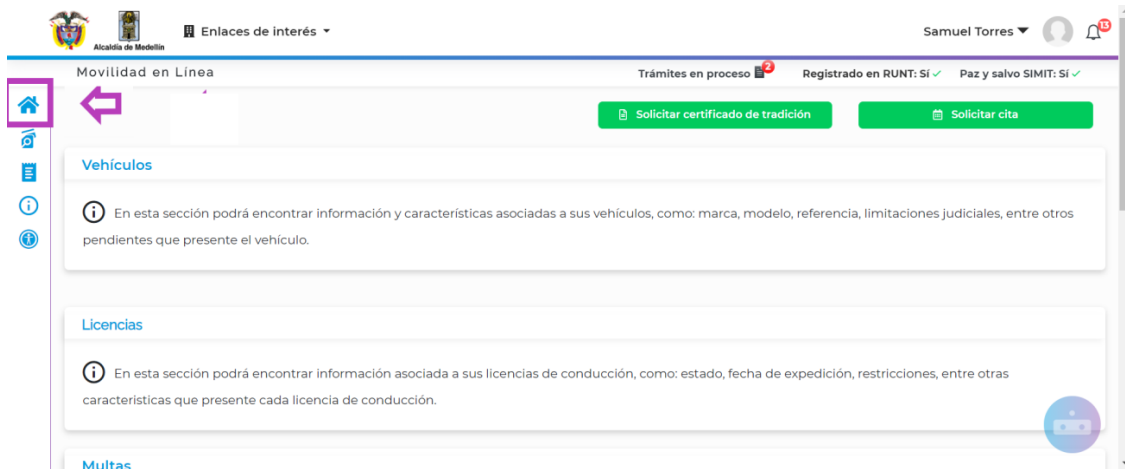 Alcaldía de Medellín
Enlaces de interés
Samuel Torres
13
Movilidad en Línea
Trámites en proceso 2
Registrado en RUNT: Sí
Paz y salvo SIMIT: Sí
Solicitar certificado de tradición
Solicitar cita
Vehículos
En esta sección podrá encontrar información y características asociadas a sus vehículos, como: marca, modelo, referencia, limitaciones judiciales, entre otros
pendientes que presente el vehículo.
Licencias
En esta sección podrá encontrar información asociada a sus licencias de conducción, como: estado, fecha de expedición, restricciones, entre otras
caracteristicas que presente cada licencia de conducción.
Multas